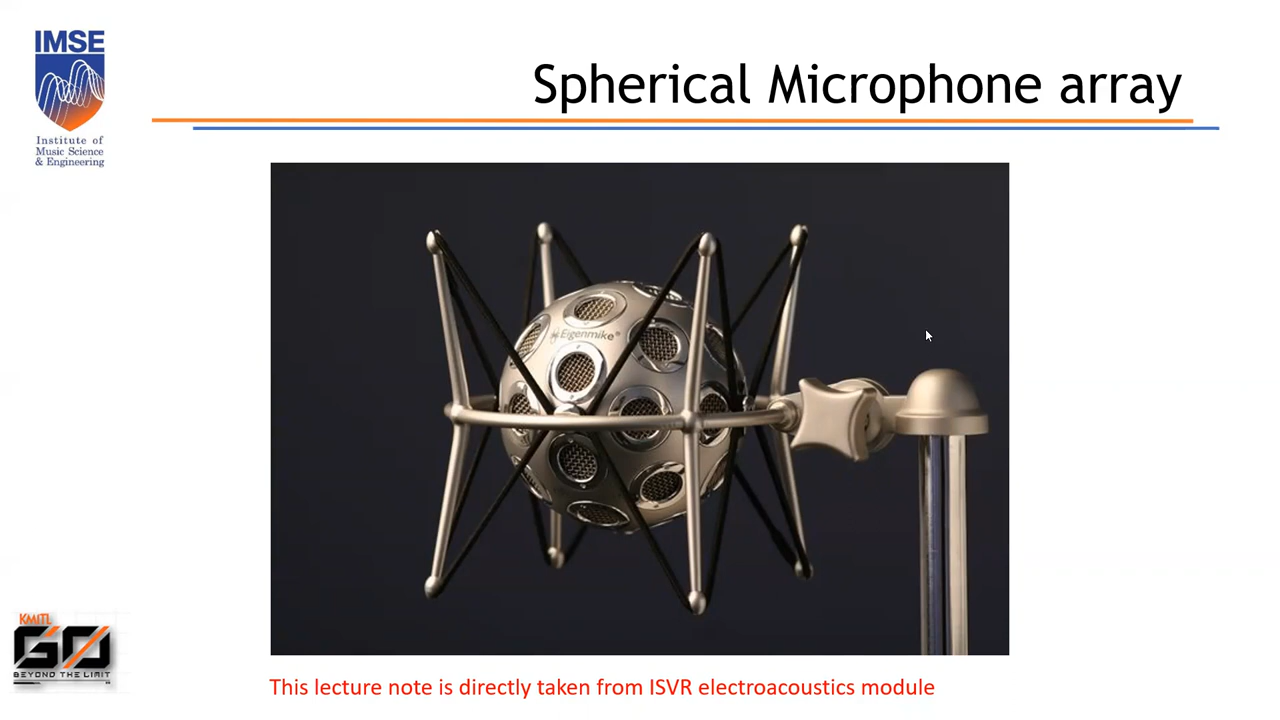 IMSE
Institute of
Music Science
& Engineering
Spherical Microphone array
Eigenmike®
KMITL
GO
BEYOND THE LIMIT
This lecture note is directly taken from ISVR electroacoustics module